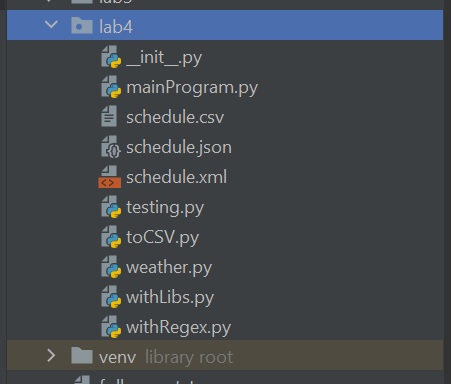 lab4
__init__.py
mainProgram.py
schedule.csv
schedule.json
schedule.xml
testing.py
toCSV.py
weather.py
withLibs.py
withRegex.py
venv library root